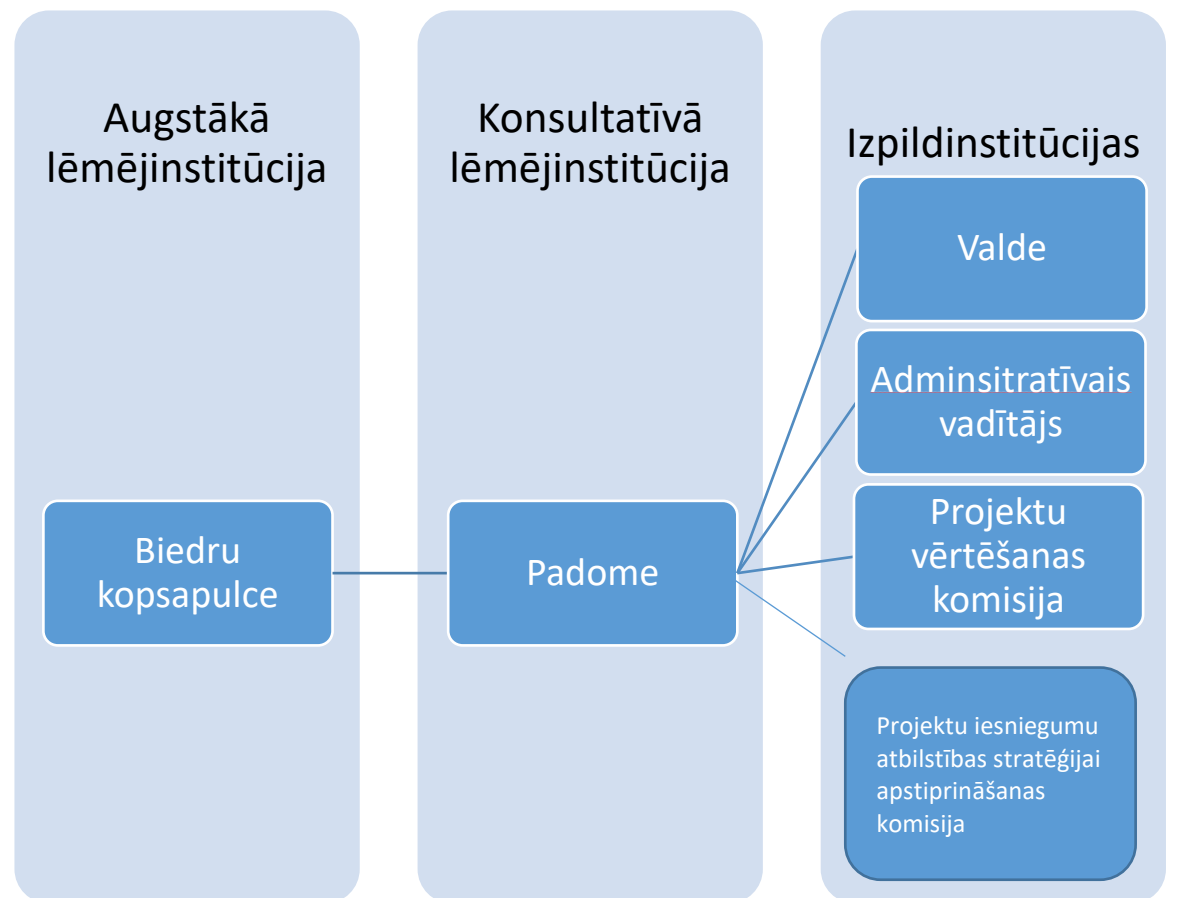 Augstākā
lēmējinstitūcija
Biedru
kopsapulce
Konsultatīvā
lēmējinstitūcija
Padome
Izpildinstitūcijas
Valde
Adminsitratīvais
vadītājs
Projektu
vērtēšanas
komisija
Projektu iesniegumu
atbilstības stratēģijai
apstiprināšanas
komisija